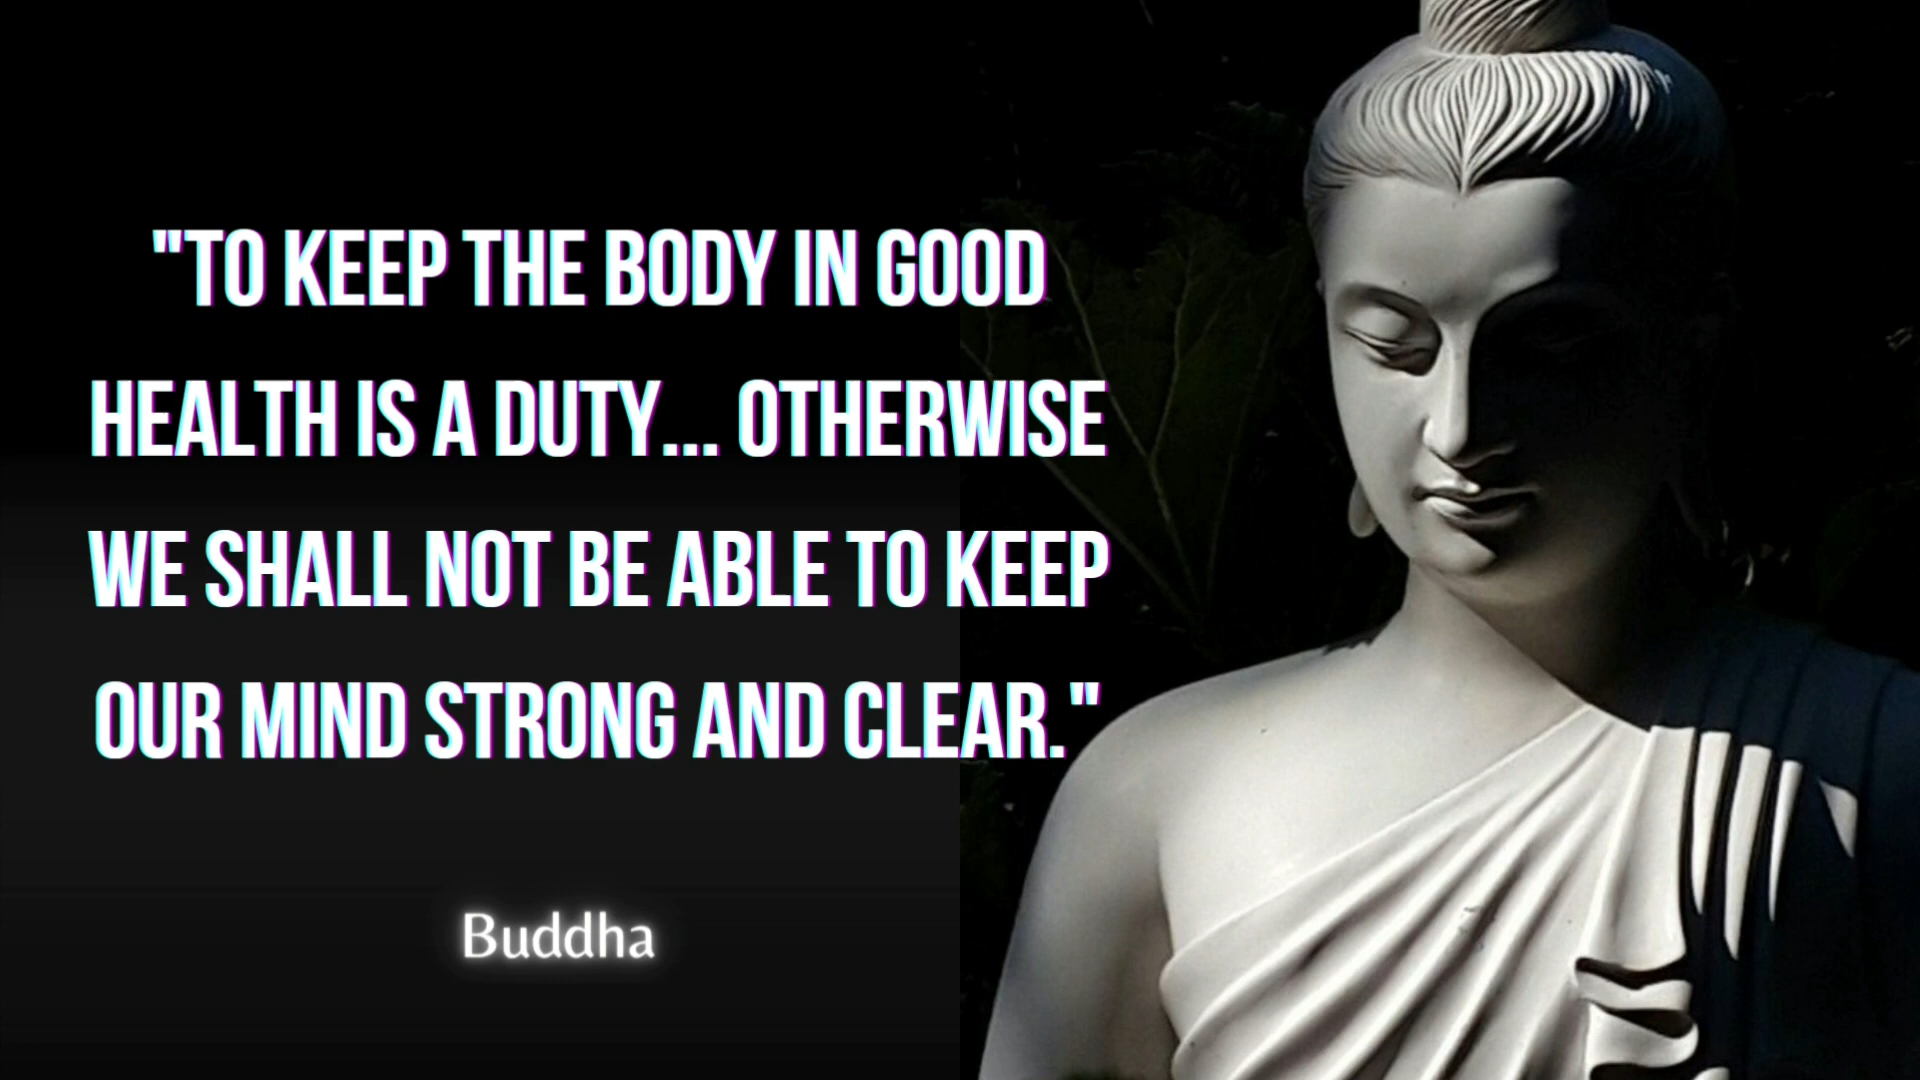 "TO KEEP THE BODY IN GOOD
HEALTH IS A DUTY... OTHERWISE
WE SHALL NOT BE ABLE TO KEEP
OUR MIND STRONG AND CLEAR."
Buddha